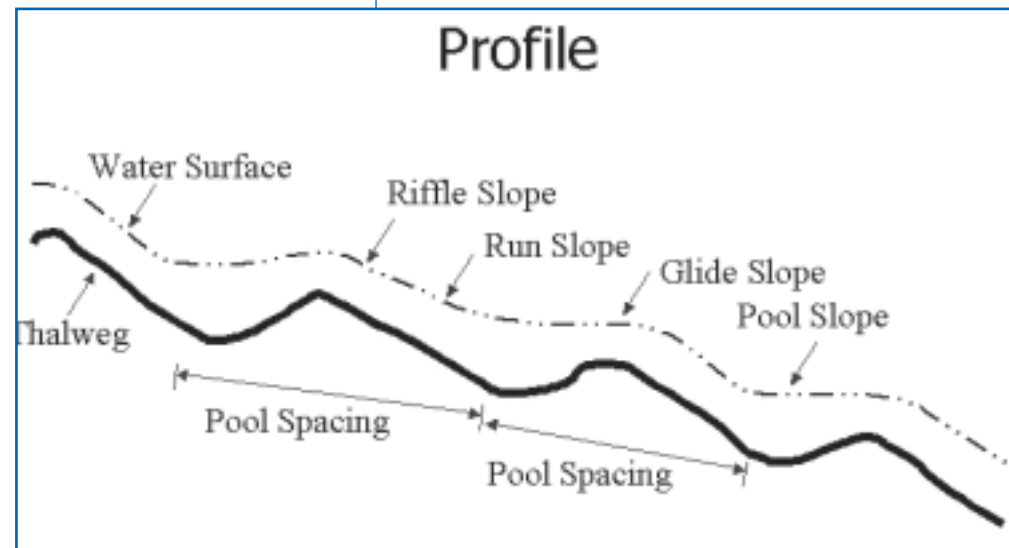 Profile
Water Surface
Riffle Slope
Run Slope
Glide Slope
Pool Slope
Thalweg
Pool Spacing
Pool Spacing